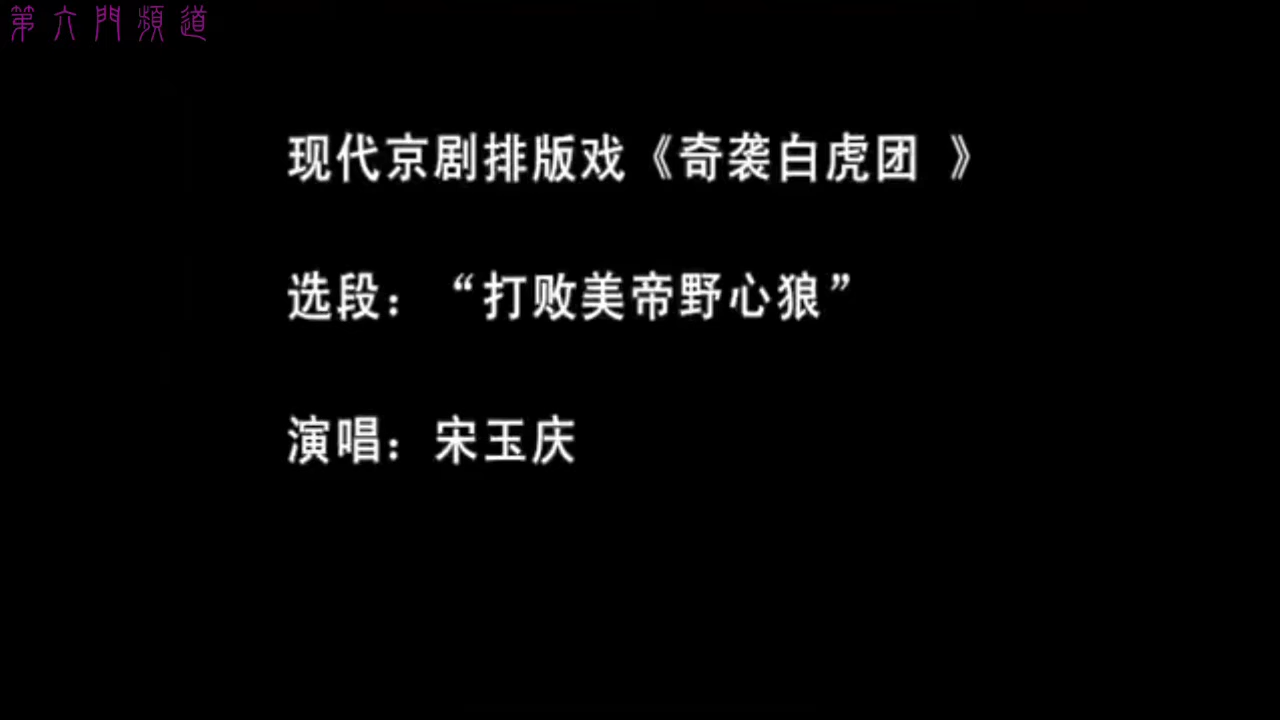 第六門頻道
现代京剧排版戏《奇袭白虎团 》
选段：“打败美帝野心狼”
演唱：宋玉庆